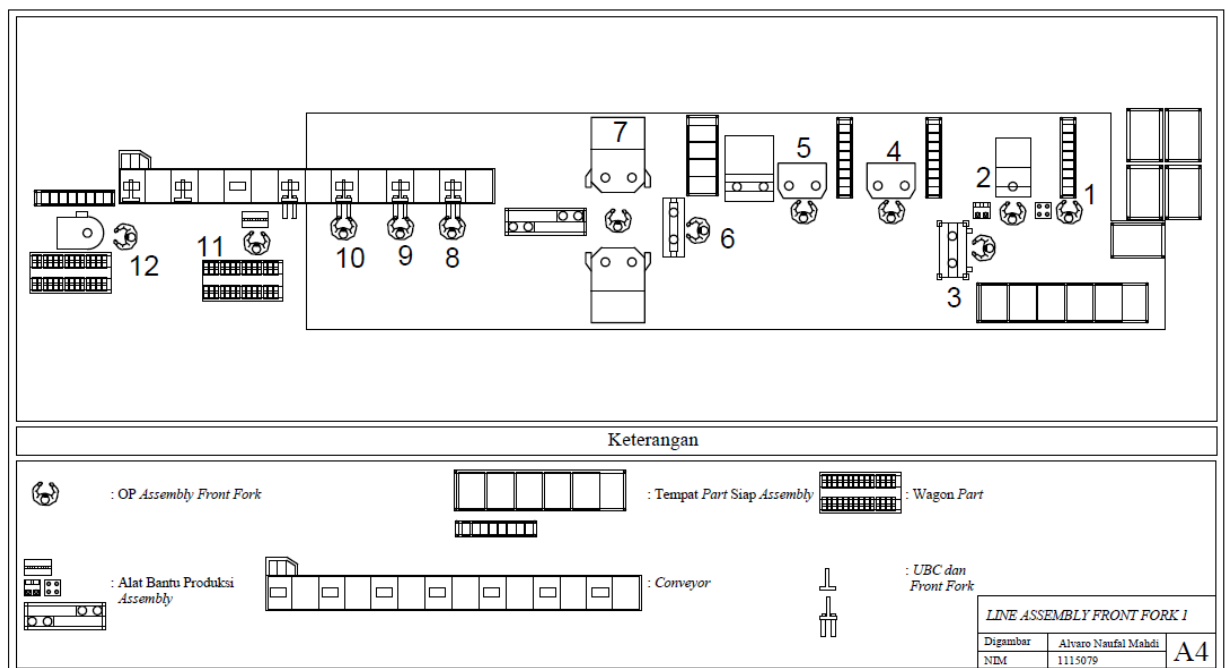 7
5
4
2
1
6
3
10
9
8
11
12
Keterangan
: OP Assembly Front Fork
: Tempat Part Siap Assembly
: Wagon Part
: Alat Bantu Produksi
Assembly
: Conveyor
: UBC dan
Front Fork
LINE ASSEMBLY FRONT FORK 1
Digambar
Alvaro Naufal Mahdi
NIM
1115079
A4